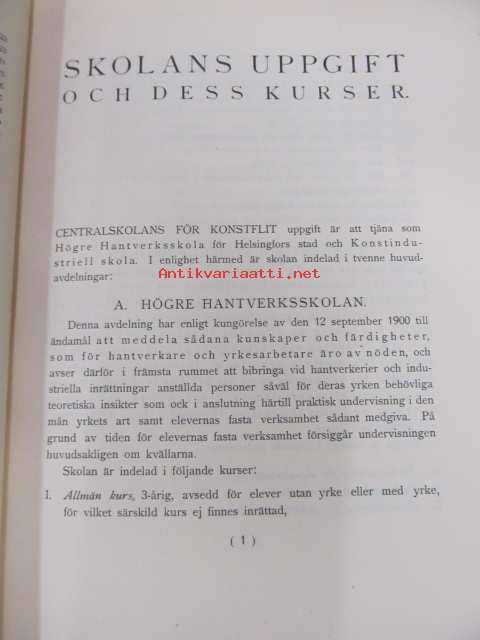 SKOLANS UPPGIFT
OCH DESS KURSER.
CENTRALSKOLANS FÖR KONSTFLIT uppgift är att tjäna som
Högre Hantverksskola för Helsingfors stad och Konstindu-
striell skola. I enlighet härmed är skolan indelad i tvenne huvud-
avdelningar:
Antikvariaatti.net
A. HÖGRE HANTVERKSSKOLAN.
Denna avdelning har enligt kungörelse av den 12 september 1900 till
ändamål att meddela sådana kunskaper och färdigheter,
som för hantverkare och yrkesarbetare äro av nöden, och
avser därför i främsta rummet att bibringa vid hantverkerier och indu-
striella inrättningar anställda personer såväl för deras yrken behövliga
teoretiska insikter som ock i anslutning härtill praktisk undervisning i den
mån yrkets art samt elevernas fasta verksamhet sådant medgiva. På
grund av tiden för elevernas fasta verksamhet försiggår undervisningen
huvudsakligen om kvällarna.
Skolan är indelad i följande kurser:
I. Allmän kurs, 3-årig, avsedd för elever utan yrke eller med yrke,
för vilket särskild kurs ej finnes inrättad,
( 1 )